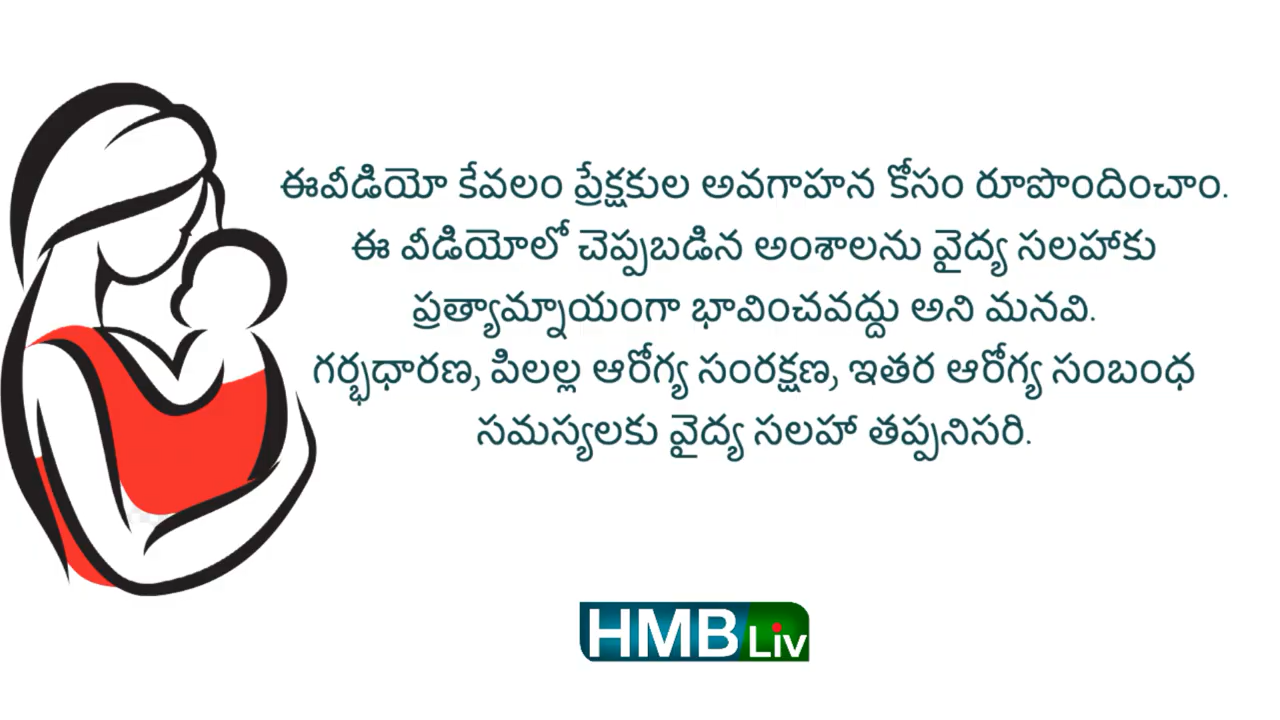 ఈవీడియో కేవలం ప్రేక్షకుల అవగాహన కోసం రూపొందించాం.
ఈ వీడియోలో చెప్పబడిన అంశాలను వైద్య సలహాకు
ప్రత్యామ్నాయంగా భావించవద్దు అని మనవి.
గర్భధారణ, పిలల్ల ఆరోగ్య సంరక్షణ, ఇతర ఆరోగ్య సంబంధ
సమస్యలకు వైద్య సలహా తప్పనిసరి.
HMB Liv